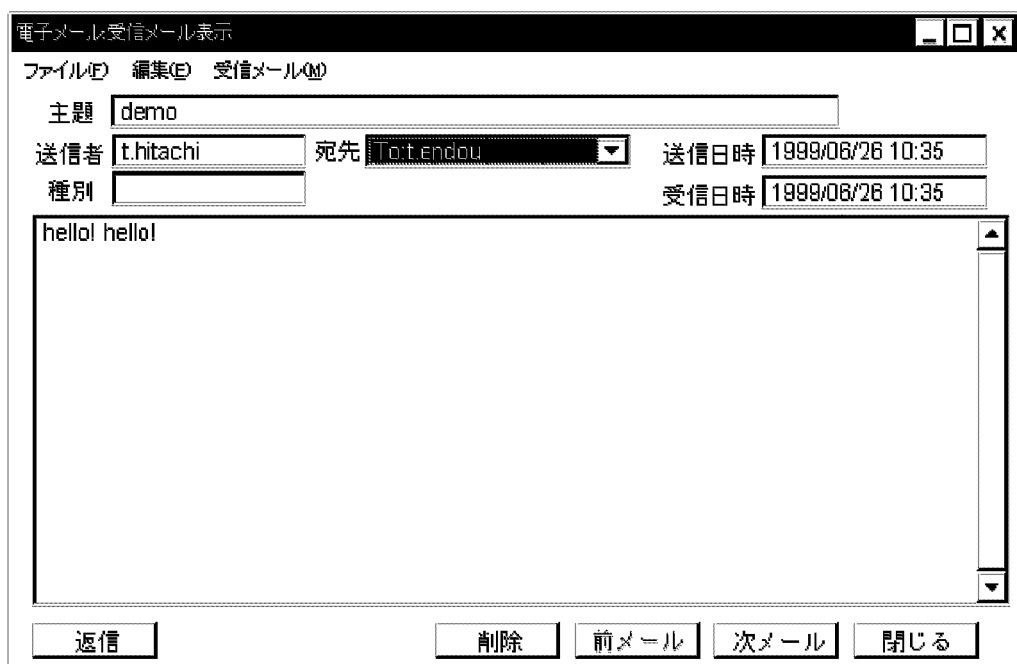 電子メール:受信メール表示
ファイル(F) 編集(E) 受信メール(M)
主題 demo
送信者 t.hitachi 宛先 To:t.endou 送信日時 1999/06/26 10:35
種別 受信日時 1999/06/26 10:35
hello! hello!
返信 削除 前メール 次メール 閉じる